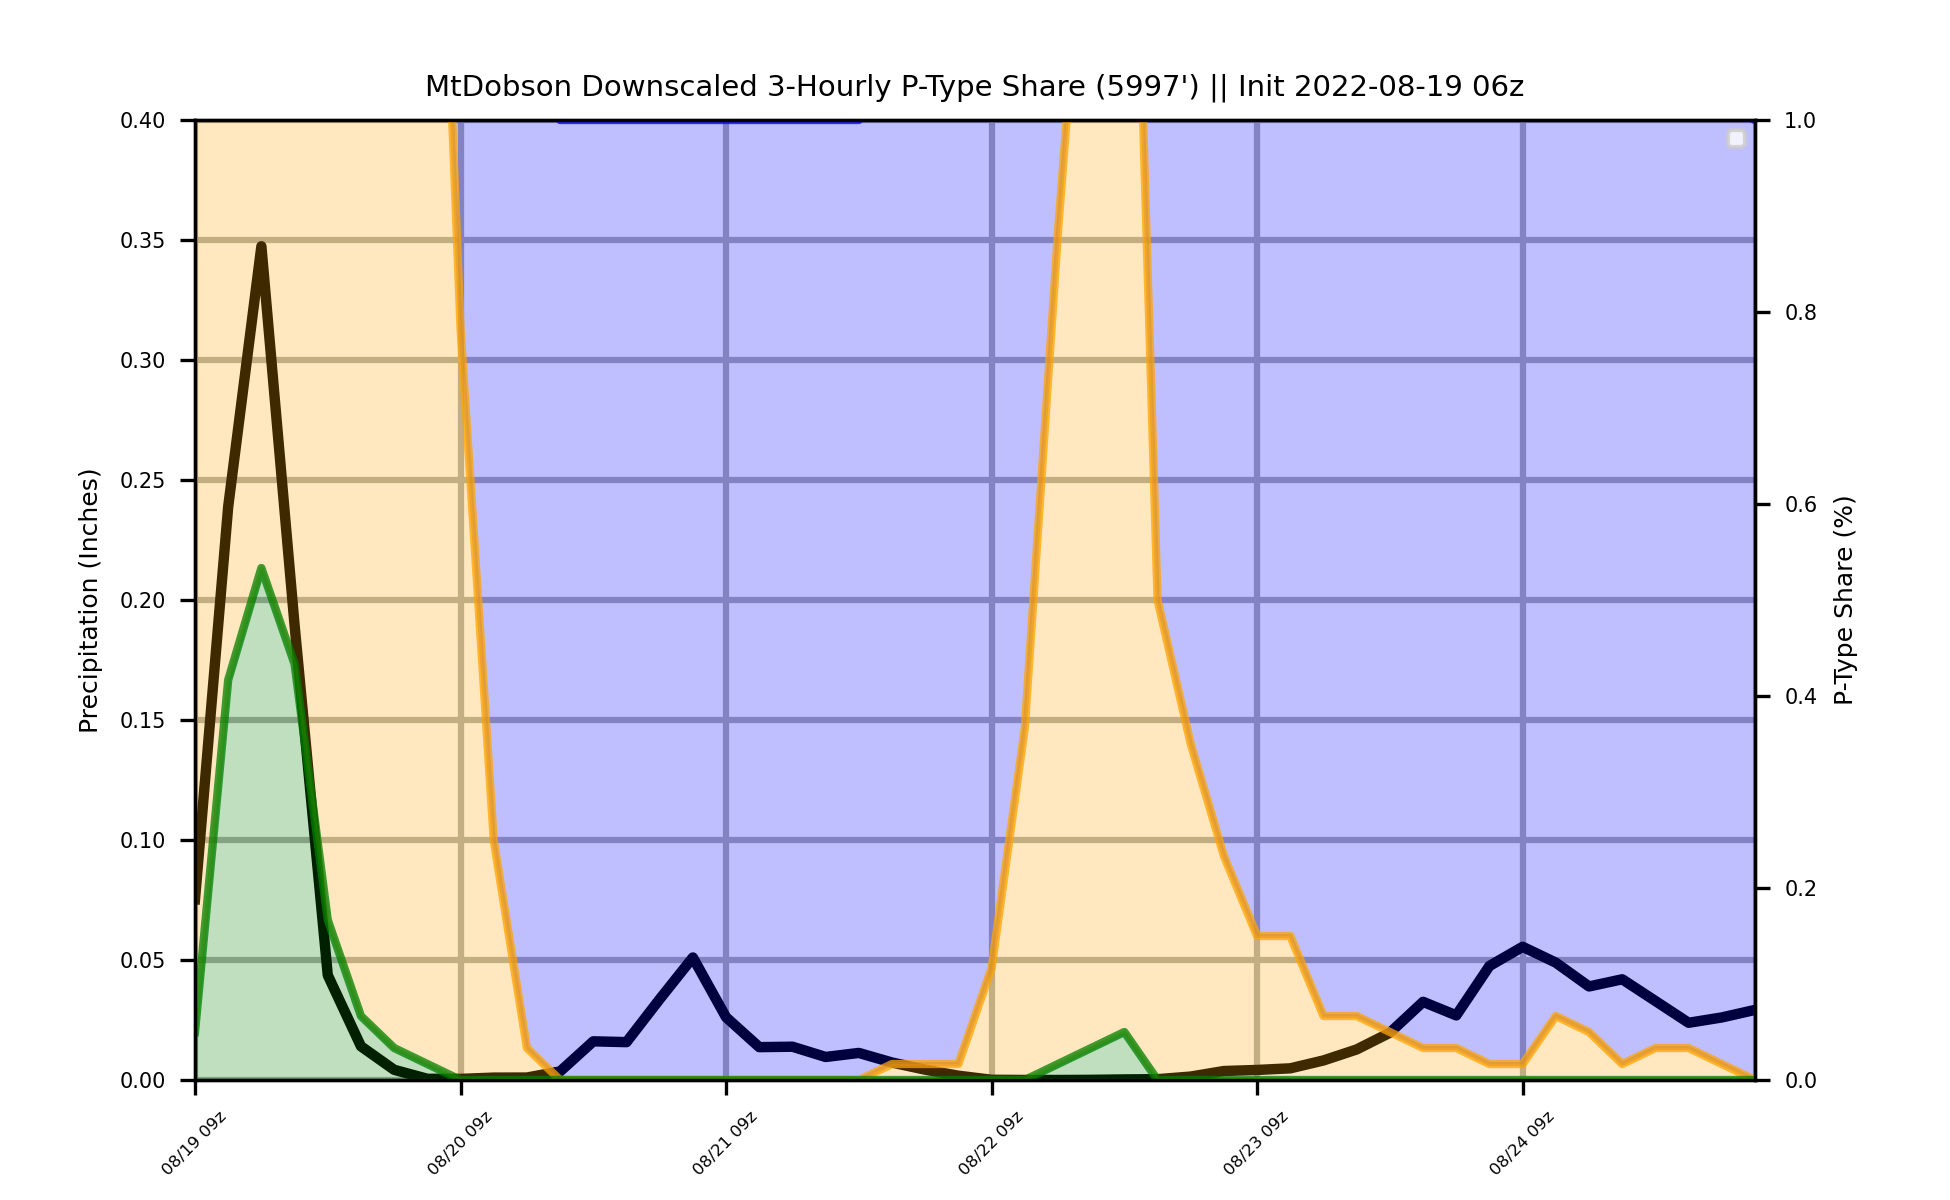 MtDobson Downscaled 3-Hourly P-Type Share (5997') || Init 2022-08-19 06z
0.40
0.35
0.30
0.25
0.20
0.15
0.10
0.05
0.00
Precipitation (Inches)
1.0
0.8
0.6
0.4
0.2
0.0
P-Type Share (%)
08/19 09z
08/20 09z
08/21 09z
08/22 09z
08/23 09z
08/24 09z